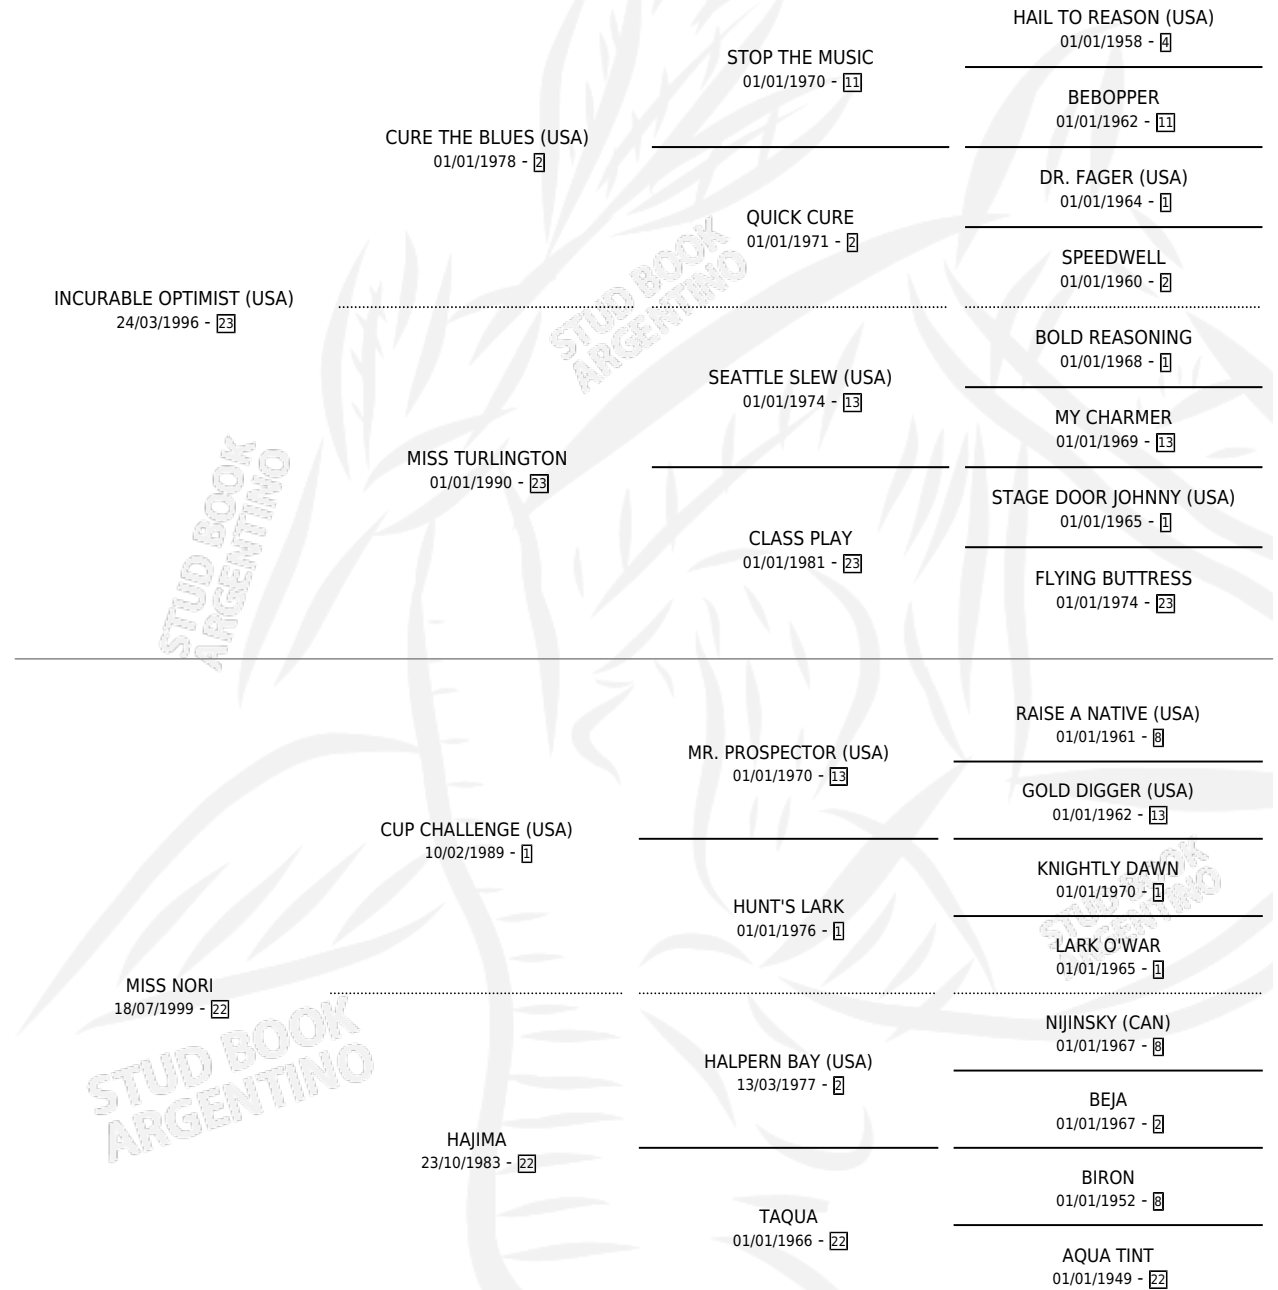 HAIL TO REASON (USA)
01/01/1958 - 4
STOP THE MUSIC
01/01/1970 - 11
BEBOPPER
01/01/1962 - 11
CURE THE BLUES (USA)
01/01/1978 - 2
DR. FAGER (USA)
01/01/1964 - 1
QUICK CURE
01/01/1971 - 2
SPEEDWELL
01/01/1960 - 2
INCURABLE OPTIMIST (USA)
24/03/1996 - 23
STUD BOOK
ARGENTINO
BOLD REASONING
01/01/1968 - 1
SEATTLE SLEW (USA)
01/01/1974 - 13
MY CHARMER
01/01/1969 - 13
MISS TURLINGTON
01/01/1990 - 23
STAGE DOOR JOHNNY (USA)
01/01/1965 - 1
CLASS PLAY
01/01/1981 - 23
FLYING BUTTRESS
01/01/1974 - 23
STUD BOOK
ARGENTINO
RAISE A NATIVE (USA)
01/01/1961 - 8
MR. PROSPECTOR (USA)
01/01/1970 - 13
GOLD DIGGER (USA)
01/01/1962 - 13
CUP CHALLENGE (USA)
10/02/1989 - 1
KNIGHTLY DAWN
01/01/1970 - 1
HUNT'S LARK
01/01/1976 - 1
LARK O'WAR
01/01/1965 - 1
STUD BOOK
ARGENTINO
MISS NORI
18/07/1999 - 22
NIJINSKY (CAN)
01/01/1967 - 8
HALPERN BAY (USA)
13/03/1977 - 2
BEJA
01/01/1967 - 2
STUD BOOK
ARGENTINO
HAJIMA
23/10/1983 - 22
BIRON
01/01/1952 - 8
TAQUA
01/01/1966 - 22
AQUA TINT
01/01/1949 - 22